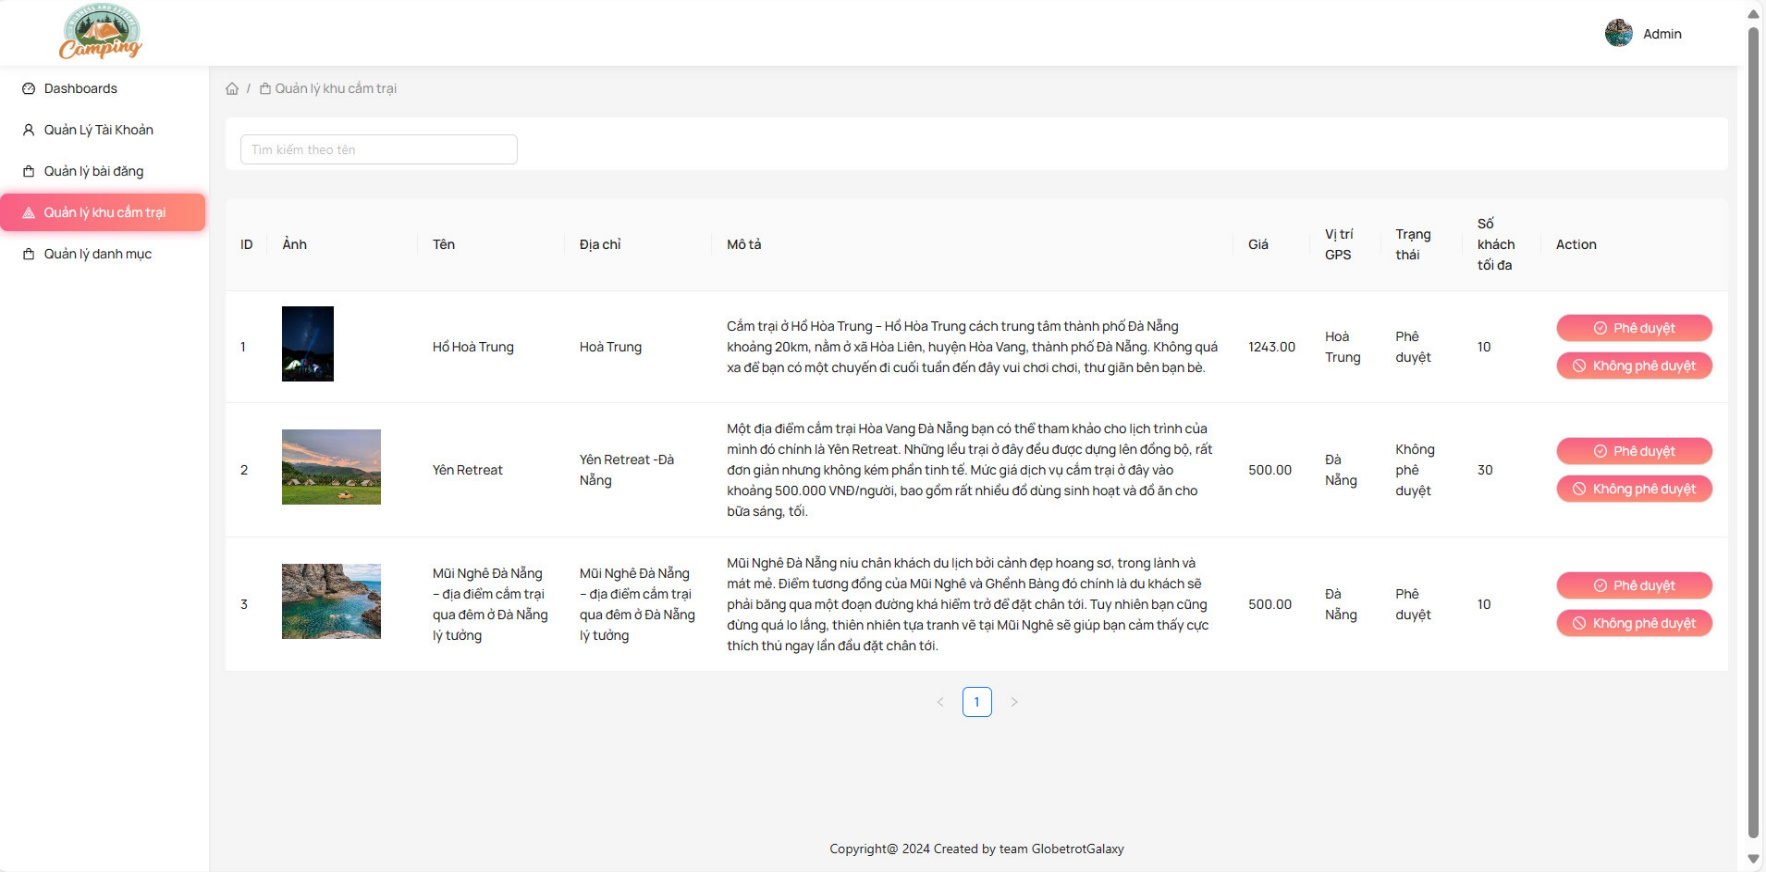 Camping
Admin
Dashboards
Quản Lý Tài Khoản
Quản lý bài đăng
Quản lý khu cắm trại
Quản lý danh mục
/ Quản lý khu cắm trại
Tìm kiếm theo tên
ID Ảnh Tên Địa chỉ Mô tả Giá Vị trí GPS Trạng thái Số khách tối đa Action
1
Hồ Hoà Trung
Hoà Trung
Cắm trại ở Hồ Hòa Trung – Hồ Hòa Trung cách trung tâm thành phố Đà Nẵng
khoảng 20km, nằm ở xã Hòa Liên, huyện Hòa Vang, thành phố Đà Nẵng. Không quá
xa để bạn có một chuyến đi cuối tuần đến đây vui chơi chơi, thư giãn bên bạn bè.
1243.00
Hoà
Trung
Phê
duyệt
10
Phê duyệt
Không phê duyệt
2
Yên Retreat
Yên Retreat -Đà
Nẵng
Một địa điểm cắm trại Hòa Vang Đà Nẵng bạn có thể tham khảo cho lịch trình của
mình đó chính là Yên Retreat. Những lều trại ở đây đều được dựng lên đồng bộ, rất
đơn giản nhưng không kém phần tinh tế. Mức giá dịch vụ cắm trại ở đây vào
khoảng 500.000 VNĐ/người, bao gồm rất nhiều đồ dùng sinh hoạt và đồ ăn cho
bữa sáng, tối.
500.00
Đà
Nẵng
Không
phê
duyệt
30
Phê duyệt
Không phê duyệt
3
Mũi Nghê Đà Nẵng
– địa điểm cắm trại
qua đêm ở Đà Nẵng
lý tưởng
Mũi Nghê Đà Nẵng
– địa điểm cắm trại
qua đêm ở Đà Nẵng
lý tưởng
Mũi Nghê Đà Nẵng níu chân khách du lịch bởi cảnh đẹp hoang sơ, trong lành và
mát mẻ. Điểm tương đồng của Mũi Nghê và Ghềnh Bàng đó chính là du khách sẽ
phải băng qua một đoạn đường khá hiểm trở để đặt chân tới. Tuy nhiên bạn cũng
đừng quá lo lắng, thiên nhiên tựa tranh vẽ tại Mũi Nghê sẽ giúp bạn cảm thấy cực
thích thú ngay lần đầu đặt chân tới.
500.00
Đà
Nẵng
Phê
duyệt
10
Phê duyệt
Không phê duyệt
< 1 >
Copyright@ 2024 Created by team GlobetrotGalaxy